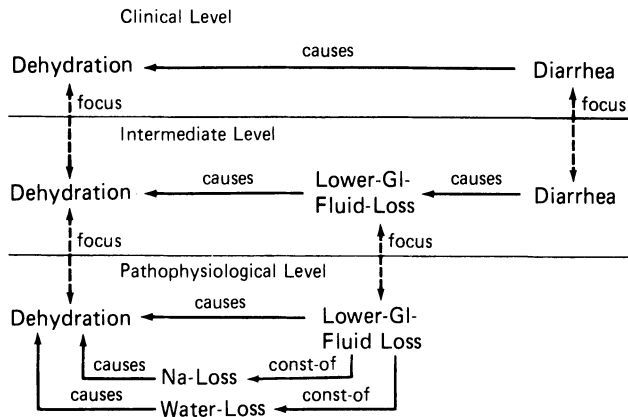 Clinical Level
causes
Dehydration
Diarrhea
focus
focus
Intermediate Level
causes
Lower-GI-
causes
Dehydration
Fluid-Loss
Diarrhea
focus
focus
Pathophysiological Level
causes
Dehydration
Lower-GI-
Fluid Loss
causes
Na-Loss
const-of
causes
Water-Loss
const-of